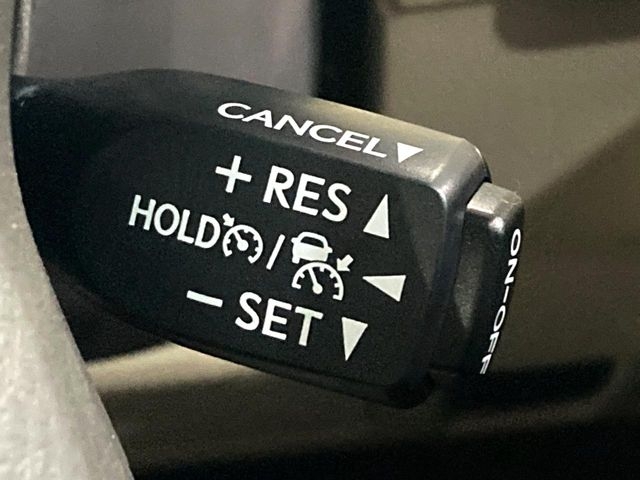 CANCEL▼
+ RES ▲
HOLD / ◀
− SET ▼
ON-OFF